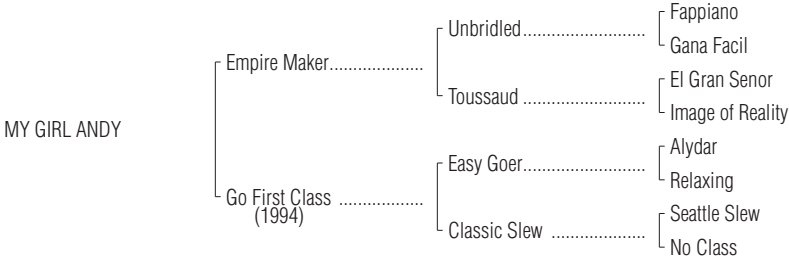 Fappiano
Unbridled..............................
Gana Facil
Empire Maker....................
El Gran Senor
Toussaud ..............................
Image of Reality
MY GIRL ANDY
Alydar
Easy Goer..............................
Relaxing
Go First Class ....................
(1994)
Seattle Slew
Classic Slew .......................
No Class